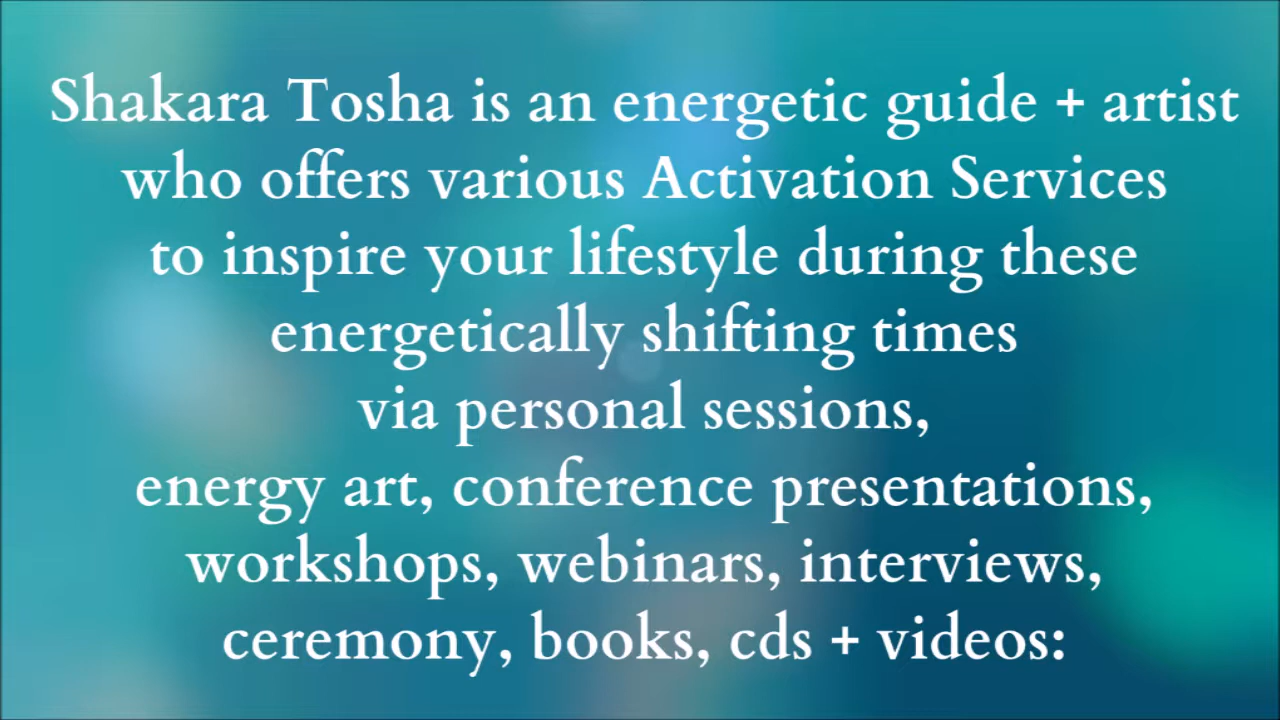 Shakara Tosha is an energetic guide + artist
who offers various Activation Services
to inspire your lifestyle during these
energetically shifting times
via personal sessions,
energy art, conference presentations,
workshops, webinars, interviews,
ceremony, books, cds + videos: